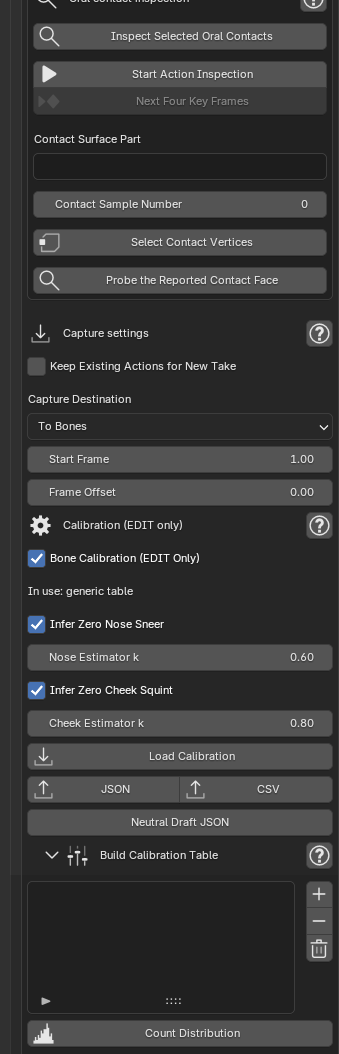 Oral contact inspection
Inspect Selected Oral Contacts
Start Action Inspection
Next Four Key Frames
Contact Surface Part
Contact Sample Number 0
Select Contact Vertices
Probe the Reported Contact Face
Capture settings
Keep Existing Actions for New Take
Capture Destination
To Bones
Start Frame 1.00
Frame Offset 0.00
Calibration (EDIT only)
Bone Calibration (EDIT Only)
In use: generic table
Infer Zero Nose Sneer
Nose Estimator k 0.60
Infer Zero Cheek Squint
Cheek Estimator k 0.80
Load Calibration
JSON CSV
Neutral Draft JSON
Build Calibration Table
Count Distribution